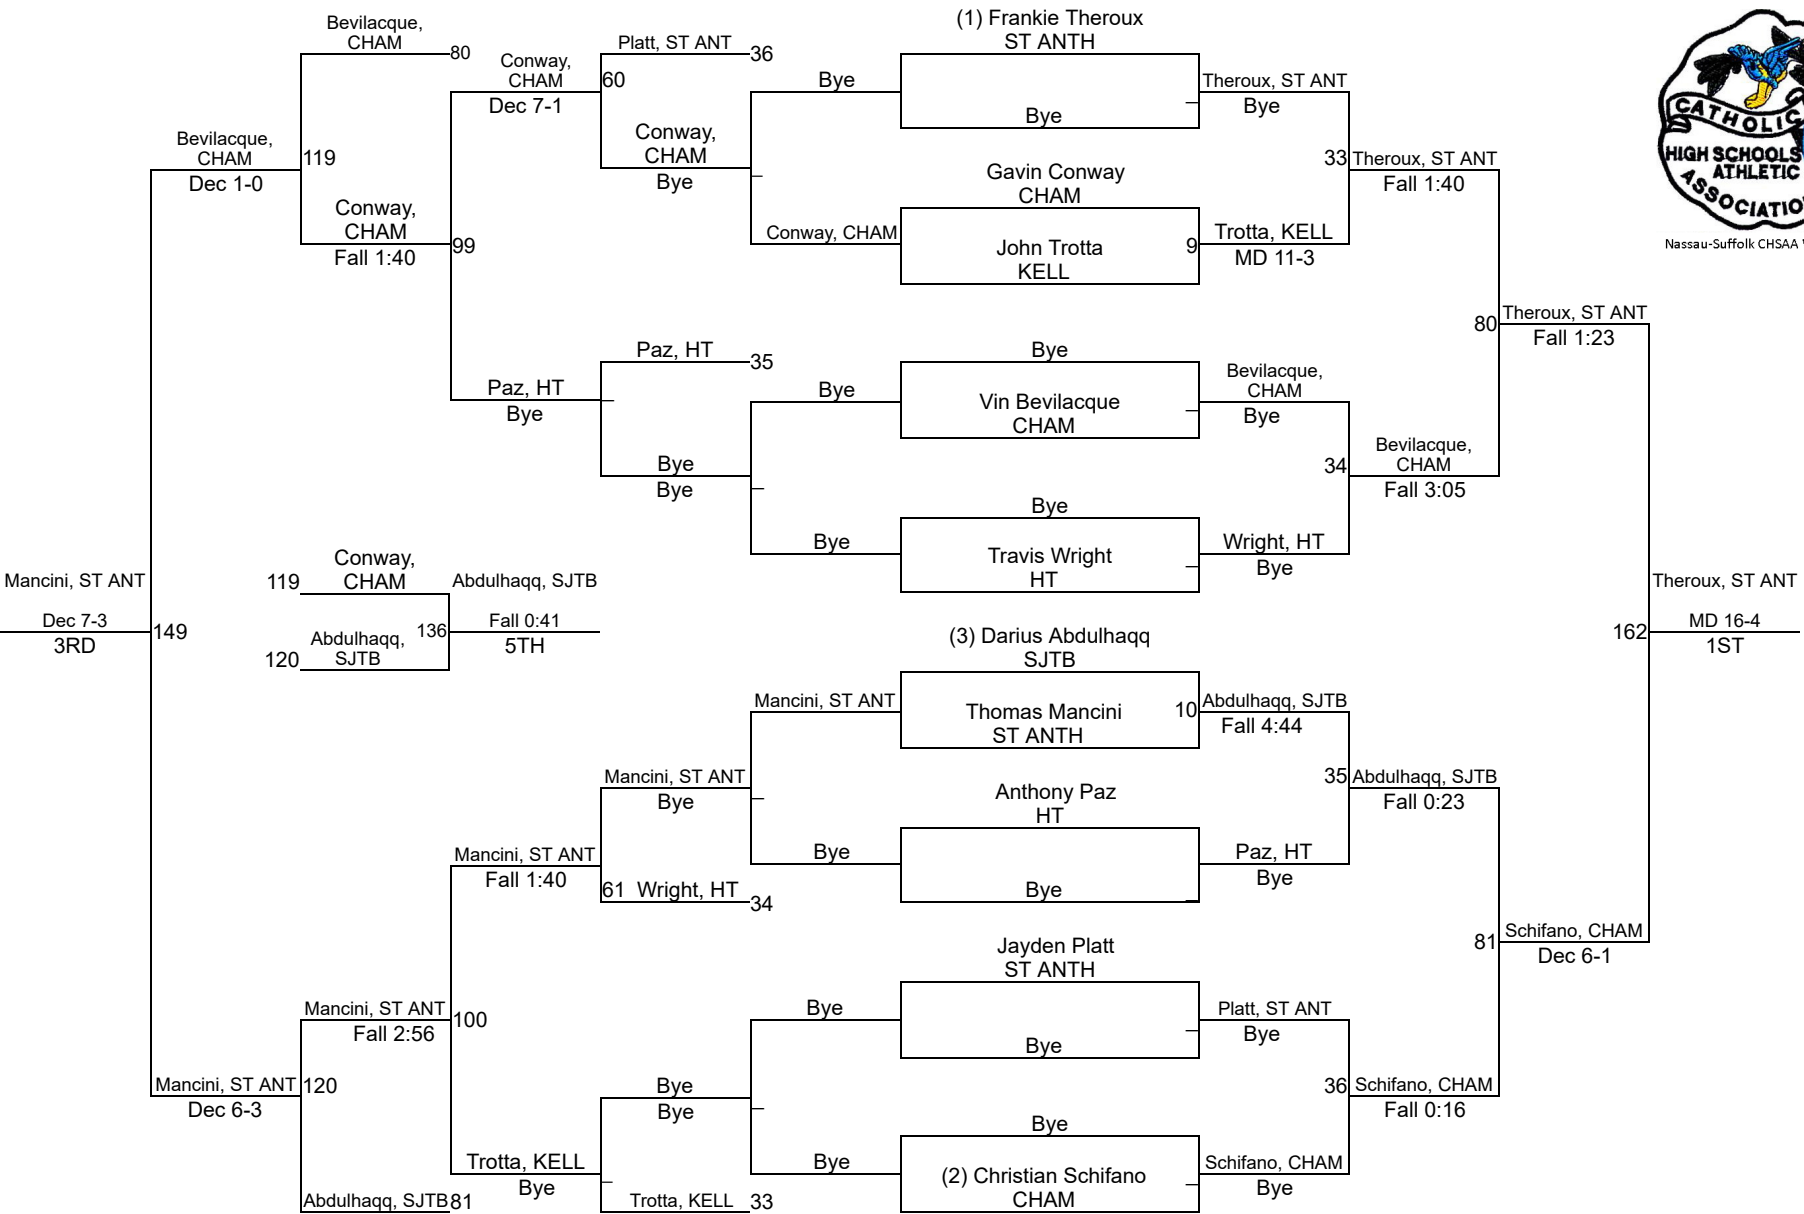 Bevilacque,
CHAM
80
Conway,
CHAM
Dec 7-1
60
Platt, ST ANT
36
Bevilacque,
CHAM
Dec 1-0
119
Conway,
CHAM
Bye
Conway,
CHAM
Fall 1:40
99
Paz, HT
35
Paz, HT
Bye
Bye
Bye
Mancini, ST ANT
Dec 7-3
3RD
149
119
Conway,
CHAM
120
Abdulhaqq,
SJTB
136
Abdulhaqq, SJTB
Fall 0:41
5TH
Mancini, ST ANT
Bye
Mancini, ST ANT
Fall 1:40
61 Wright, HT
34
Mancini, ST ANT
Fall 2:56
100
Mancini, ST ANT
Dec 6-3
120
Bye
Bye
Trotta, KELL
Bye
Trotta, KELL
33
Abdulhaqq, SJTB
81
Bye
Conway, CHAM
Bye
Bye
Mancini, ST ANT
Bye
Bye
Bye
(1) Frankie Theroux
ST ANTH
Bye
Gavin Conway
CHAM
John Trotta
KELL
9
Bye
Vin Bevilacque
CHAM
Bye
Travis Wright
HT
(3) Darius Abdulhaqq
SJTB
Thomas Mancini
ST ANTH
10
Anthony Paz
HT
Bye
Jayden Platt
ST ANTH
Bye
Bye
(2) Christian Schifano
CHAM
Theroux, ST ANT
Bye
Trotta, KELL
MD 11-3
Bevilacque,
CHAM
Bye
Wright, HT
Bye
Abdulhaqq, SJTB
Fall 4:44
Paz, HT
Bye
Platt, ST ANT
Bye
Schifano, CHAM
Bye
33
Theroux, ST ANT
Fall 1:40
34
Bevilacque,
CHAM
Fall 3:05
35
Abdulhaqq, SJTB
Fall 0:23
36
Schifano, CHAM
Fall 0:16
80
Theroux, ST ANT
Fall 1:23
81
Schifano, CHAM
Dec 6-1
162
Theroux, ST ANT
MD 16-4
1ST
CATHOLIC
HIGH SCHOOLS
ATHLETIC
Nassau-Suffolk CHSAA